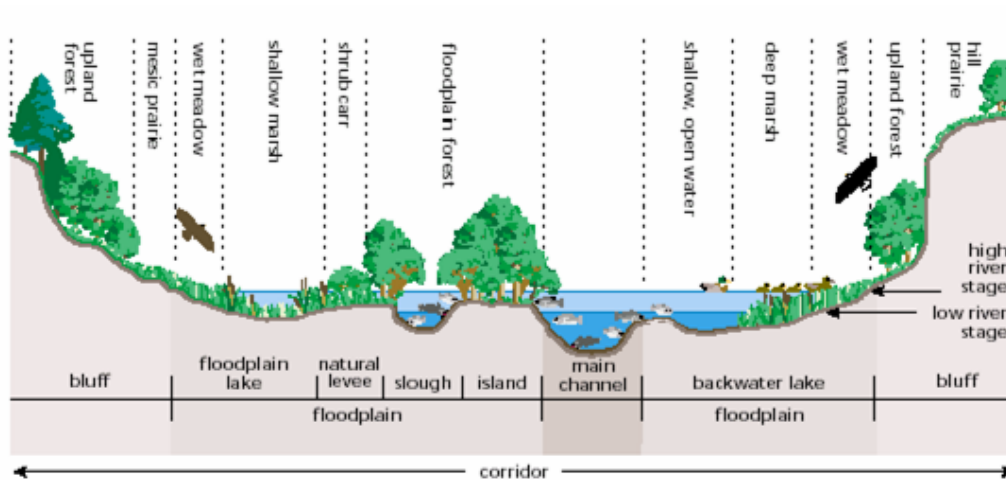 upland
forest
mesic prairie
wet meadow
shallow marsh
shrub carr
floodplain forest
shallow, open
water
deep marsh
wet meadow
upland forest
hill
prairie
high
river
stage
low river
stage
bluff
floodplain
lake
natural
levee
slough
island
main
channel
backwater lake
bluff
floodplain
floodplain
corridor